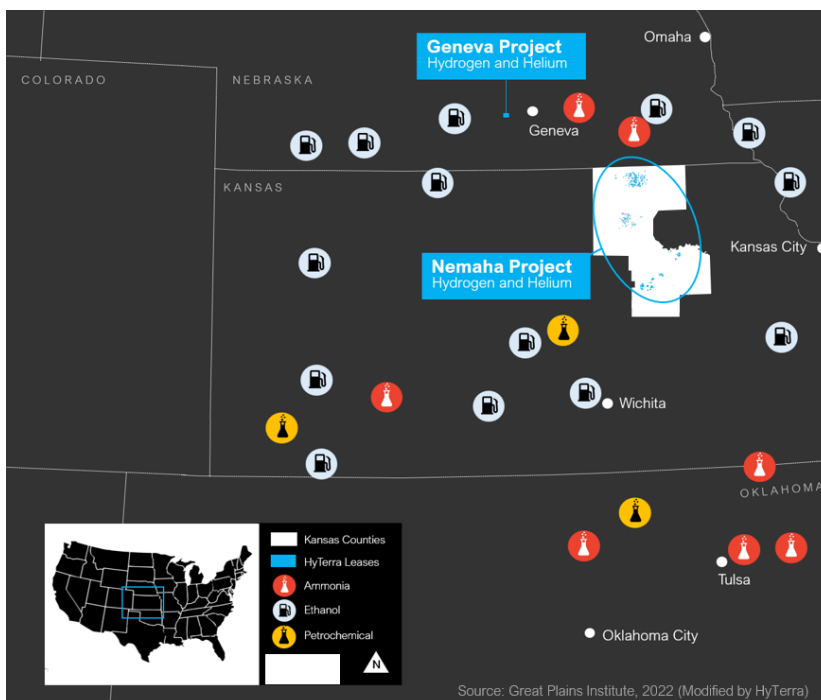 Geneva Project
Hydrogen and Helium
Omaha
COLORADO
NEBRASKA
Geneva
KANSAS
Kansas City
Nemaha Project
Hydrogen and Helium
Wichita
OKLAHOMA
Kansas Counties
HyTerra Leases
Ammonia
Ethanol
Petrochemical
N
Tulsa
Oklahoma City
Source: Great Plains Institute, 2022 (Modified by HyTerra)